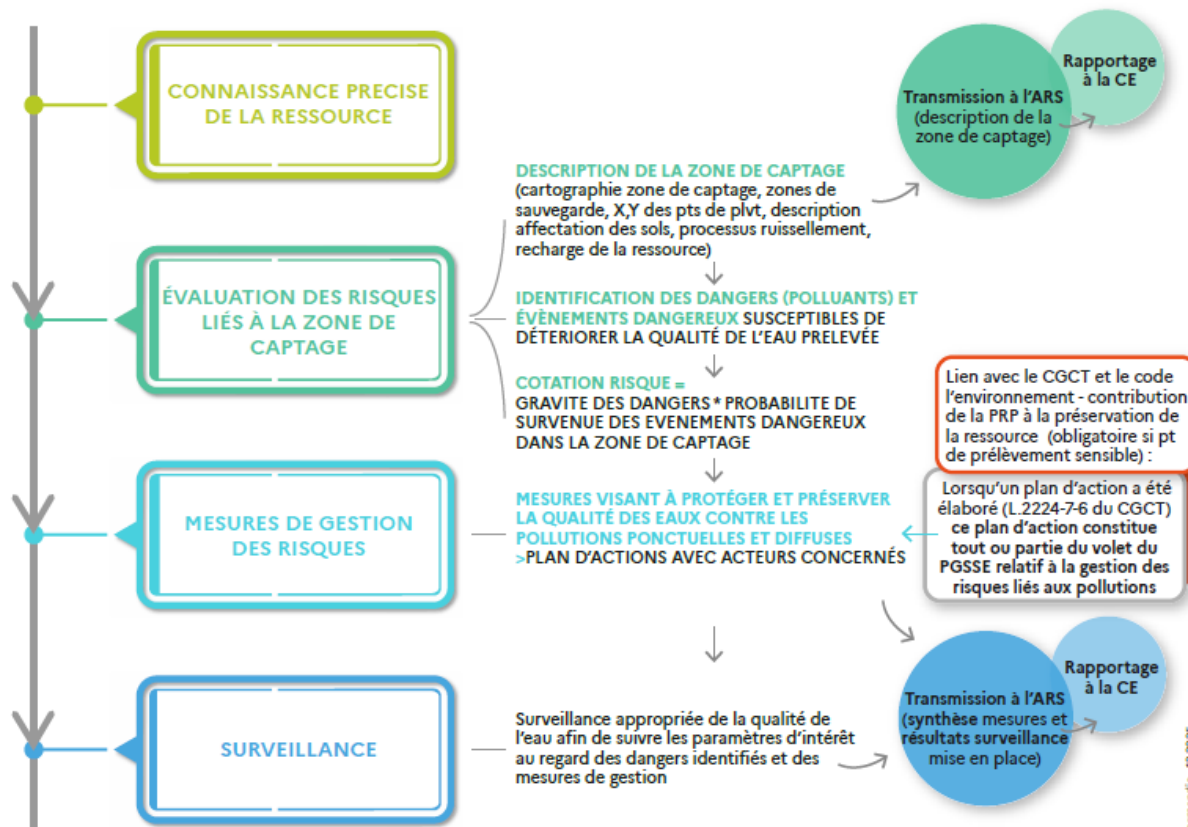 CONNAISSANCE PRECISE
DE LA RESSOURCE
Transmission à l'ARS
(description de la
zone de captage)
Rapportage
à la CE
ÉVALUATION DES RISQUES
LIÉS À LA ZONE DE
CAPTAGE
DESCRIPTION DE LA ZONE DE CAPTAGE
(cartographie zone de captage, zones de
sauvegarde, X,Y des pts de plvt, description
affectation des sols, processus ruissellement,
recharge de la ressource)
IDENTIFICATION DES DANGERS (POLLUANTS) ET
ÉVÈNEMENTS DANGEREUX SUSCEPTIBLES DE
DÉTERIORER LA QUALITÉ DE L'EAU PRELEVÉE
COTATION RISQUE =
GRAVITE DES DANGERS * PROBABILITE DE
SURVENUE DES EVENEMENTS DANGEREUX
DANS LA ZONE DE CAPTAGE
Lien avec le CGCT et le code
l'environnement - contribution
de la PRP à la préservation de
la ressource (obligatoire si pt
de prélèvement sensible) :
MESURES DE GESTION
DES RISQUES
MESURES VISANT À PROTÉGER ET PRÉSERVER
LA QUALITÉ DES EAUX CONTRE LES
POLLUTIONS PONCTUELLES ET DIFFUSES
>PLAN D'ACTIONS AVEC ACTEURS CONCERNÉS
Lorsqu'un plan d'action a été
élaboré (L.2224-7-6 du CGCT)
ce plan d'action constitue
tout ou partie du volet du
PGSSE relatif à la gestion des
risques liés aux pollutions
SURVEILLANCE
Surveillance appropriée de la qualité de
l'eau afin de suivre les paramètres d'intérêt
au regard des dangers identifiés et des
mesures de gestion
Transmission à l'ARS
(synthèse mesures et
résultats surveillance
mise en place)
Rapportage
à la CE